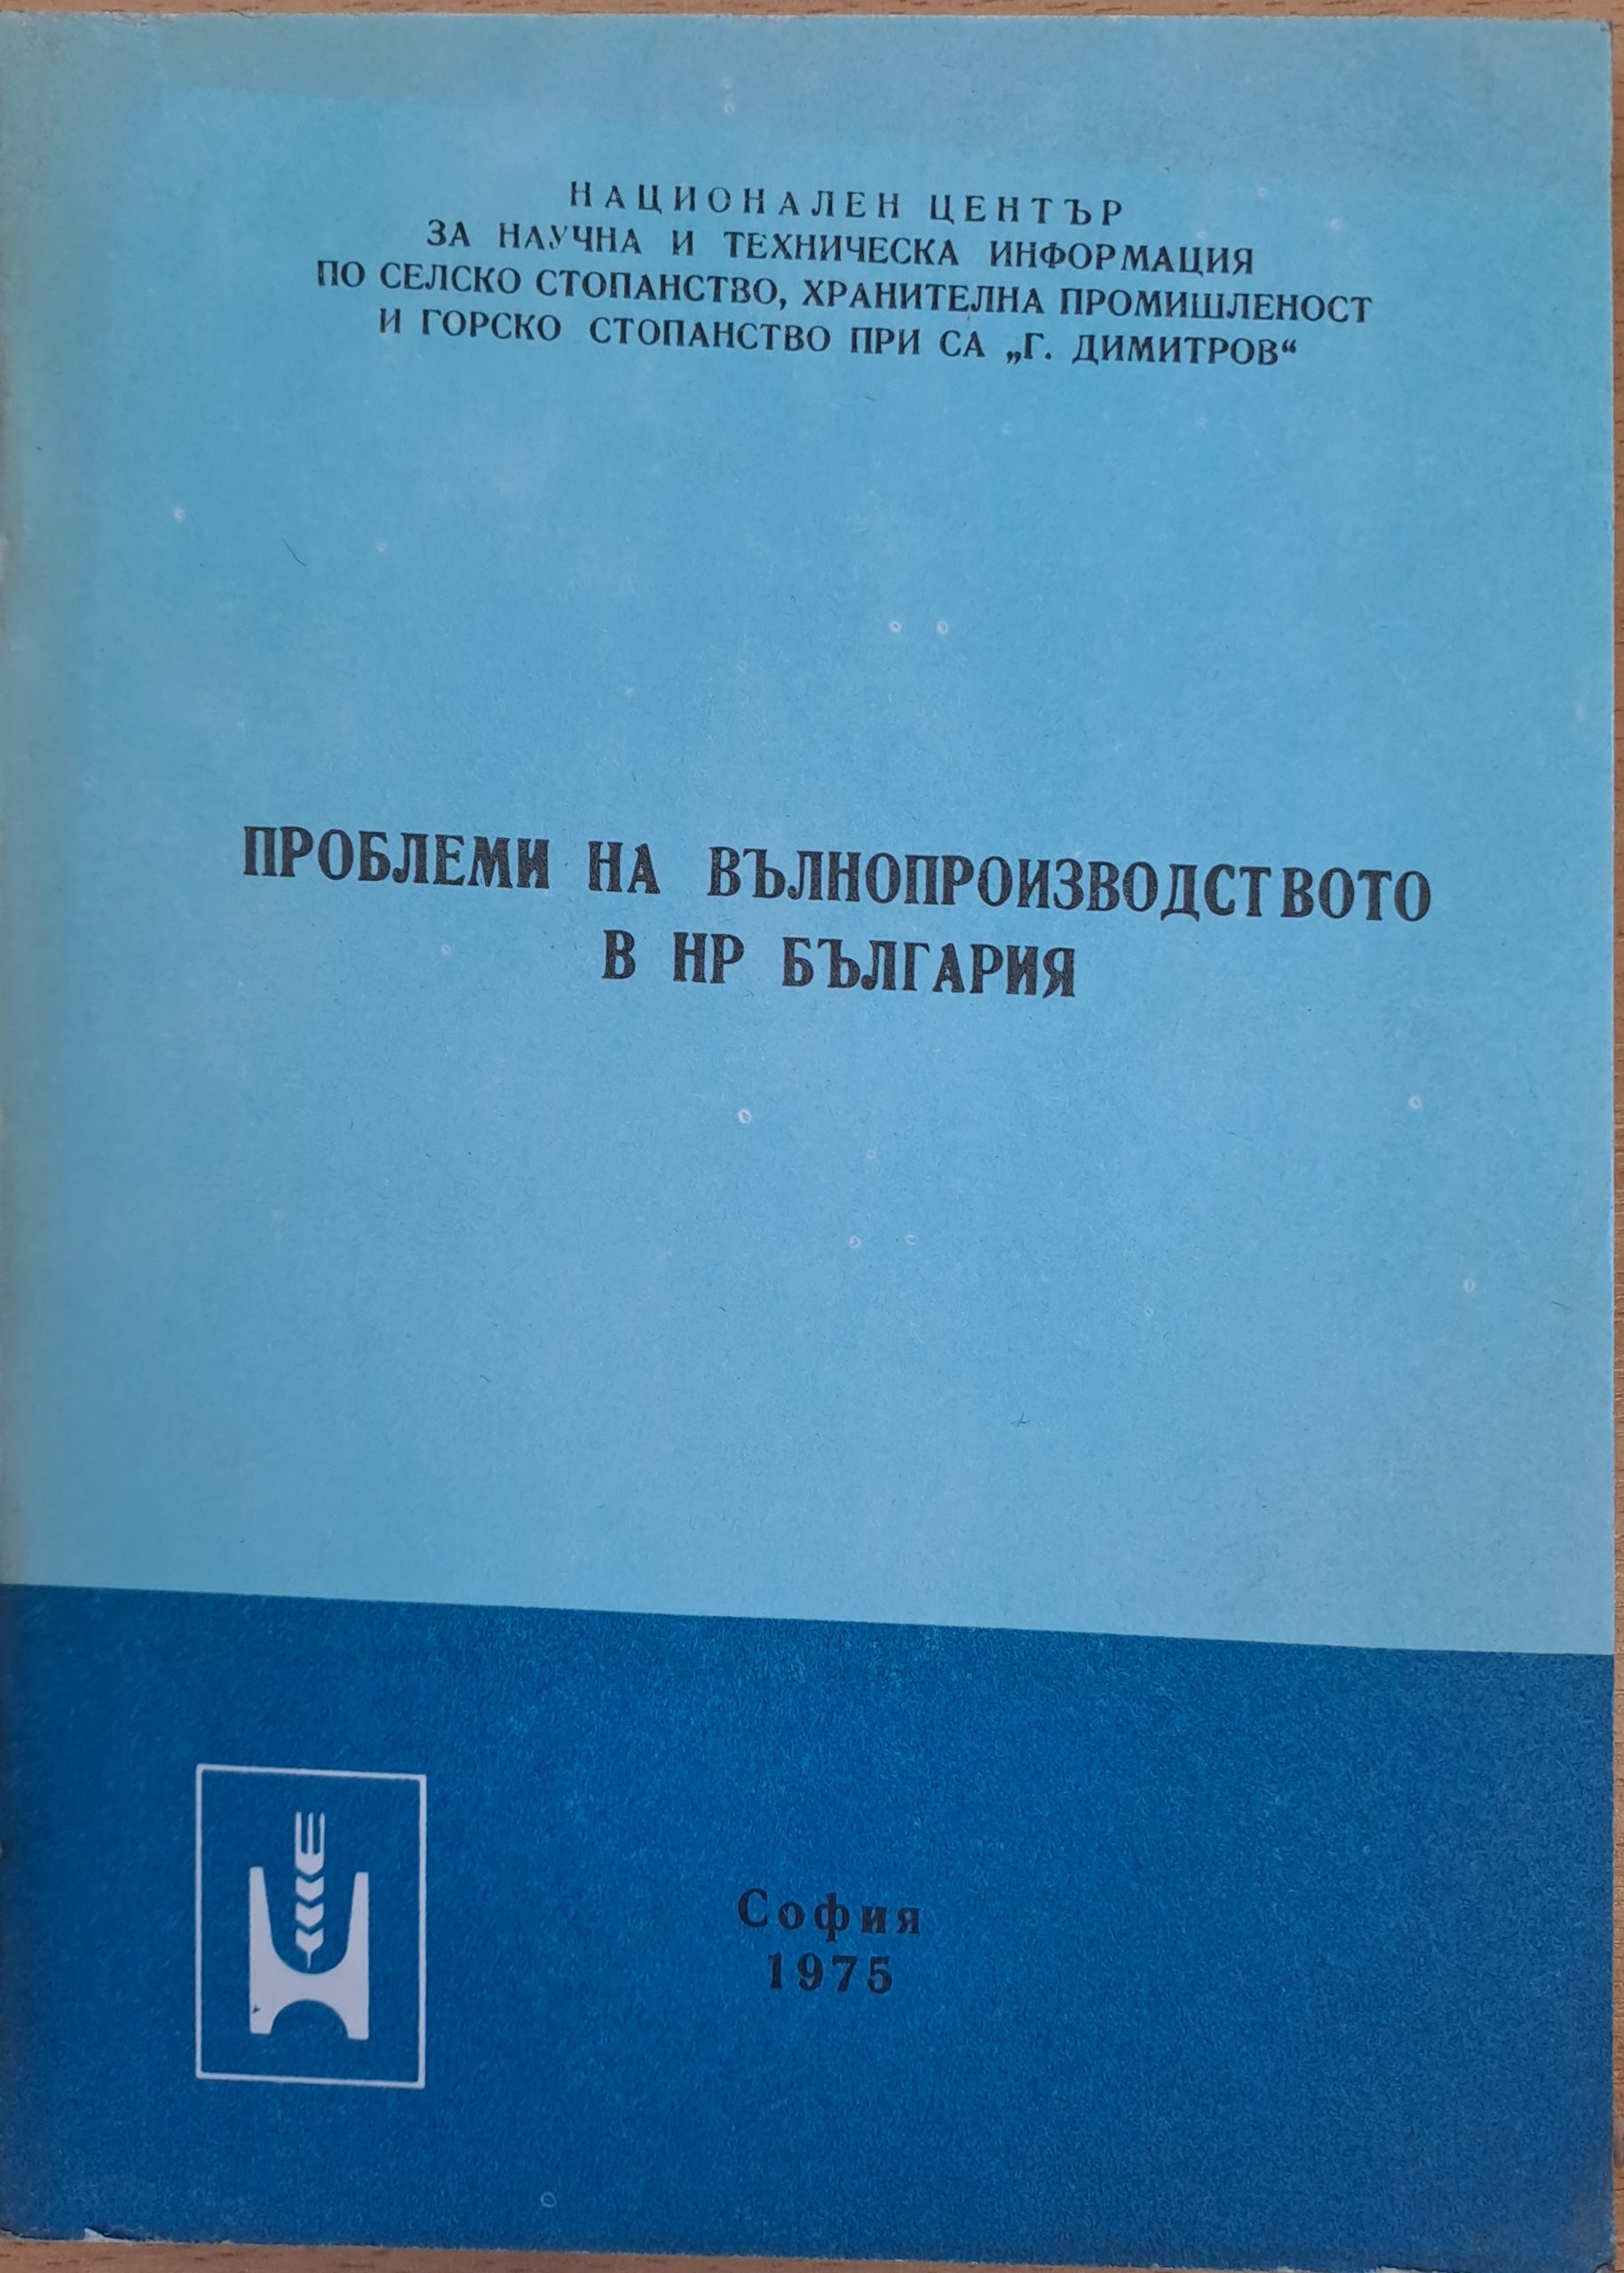 НАЦИОНАЛЕН ЦЕНТЪР
ЗА НАУЧНА И ТЕХНИЧЕСКА ИНФОРМАЦИЯ
ПО СЕЛСКО СТОПАНСТВО, ХРАНИТЕЛНА ПРОМИШЛЕНОСТ
И ГОРСКО СТОПАНСТВО ПРИ СА „Г. ДИМИТРОВ“
ПРОБЛЕМИ НА ВЪЛНОПРОИЗВОДСТВОТО
В НР БЪЛГАРИЯ
София
1975